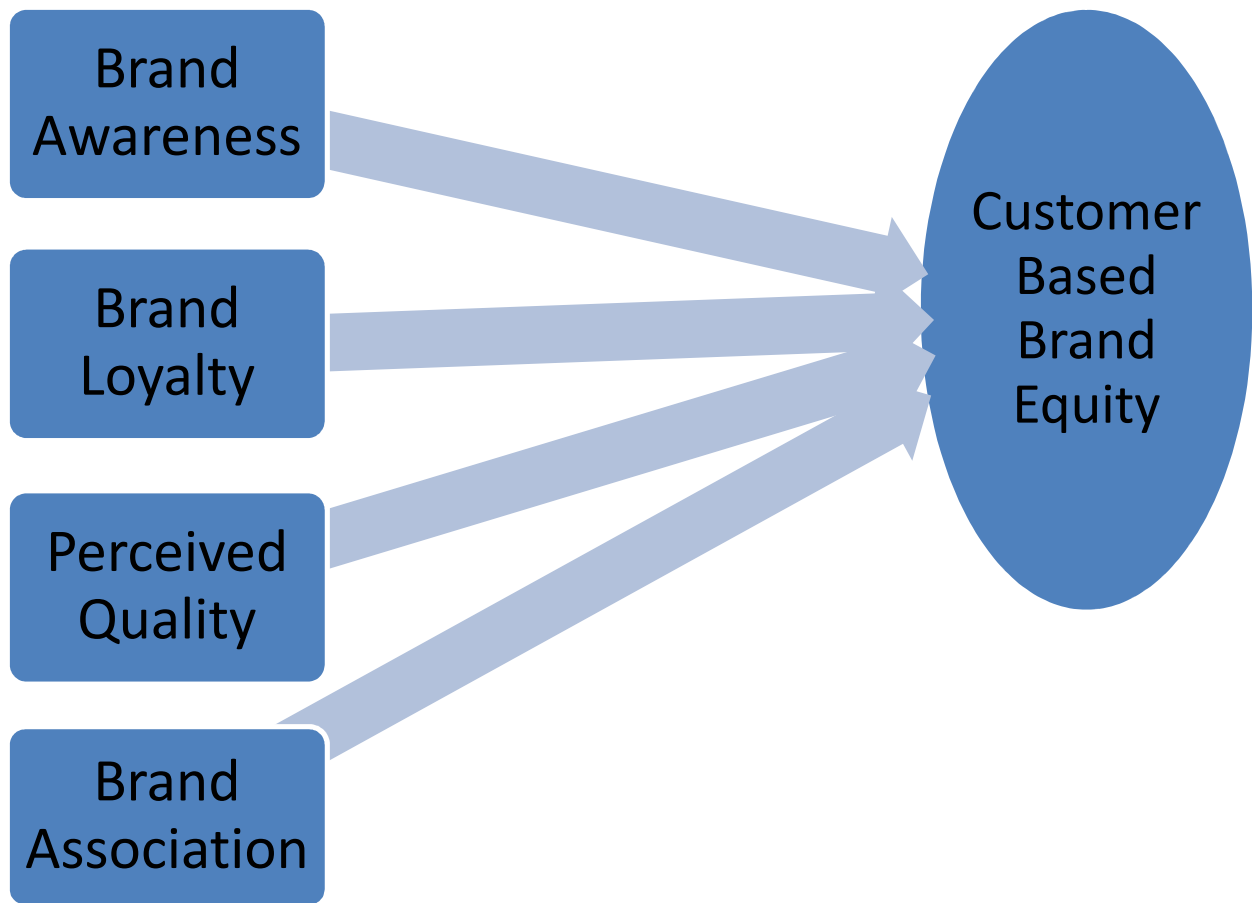 Brand
Awareness
Brand
Loyalty
Perceived
Quality
Brand
Association
Customer
Based
Brand
Equity